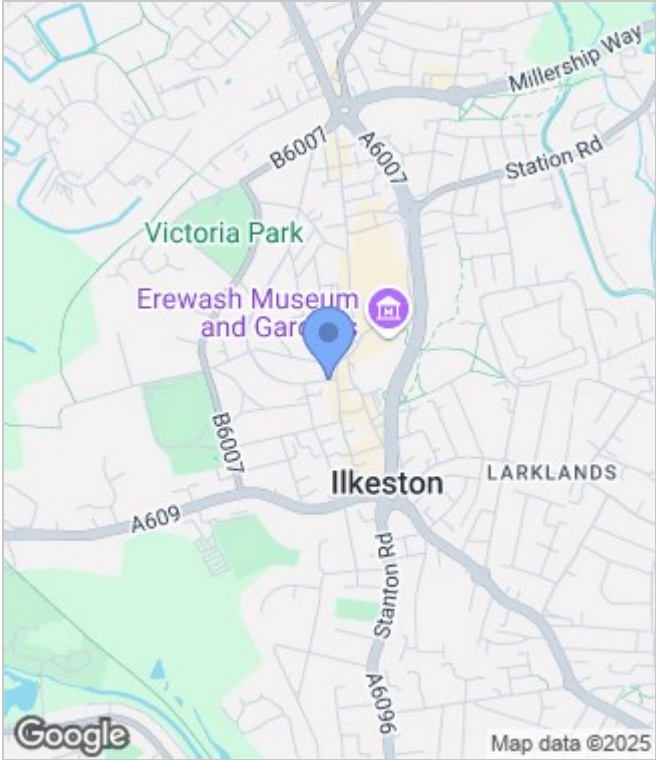 Millership Way
B6007
A6007
Station Rd
Victoria Park
Erewash Museum
and Gardens
B6007
Ilkeston
LARKLANDS
A609
Stanton Rd
A6096
Google
Map data ©2025